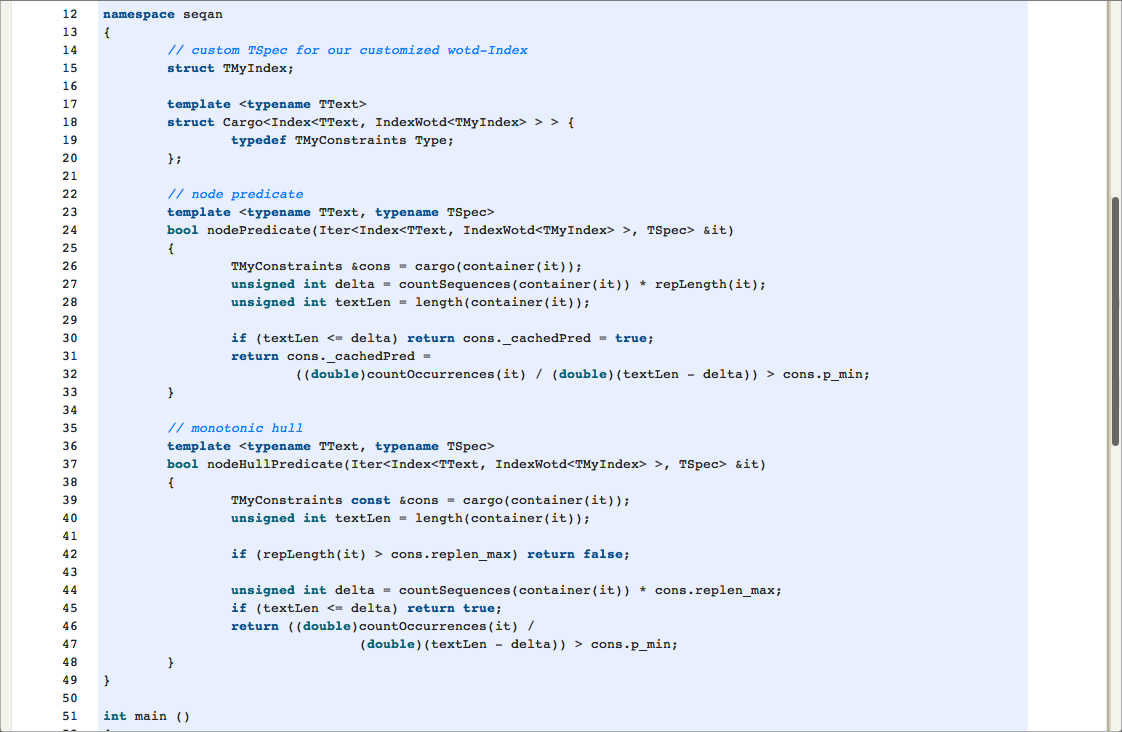 12 namespace seqan
13 {
14 // custom TSpec for our customized wotd-Index
15 struct TMyIndex;
16
17 template <typename TText>
18 struct Cargo<Index<TText, IndexWotd<TMyIndex> > > {
19 typedef TMyConstraints Type;
20 };
21
22 // node predicate
23 template <typename TText, typename TSpec>
24 bool nodePredicate(Iter<Index<TText, IndexWotd<TMyIndex> >, TSpec> &it)
25 {
26 TMyConstraints &cons = cargo(container(it));
27 unsigned int delta = countSequences(container(it)) * repLength(it);
28 unsigned int textLen = length(container(it));
29
30 if (textLen <= delta) return cons._cachedPred = true;
31 return cons._cachedPred =
32 ((double)countOccurrences(it) / (double)(textLen - delta)) > cons.p_min;
33 }
34
35 // monotonic hull
36 template <typename TText, typename TSpec>
37 bool nodeHullPredicate(Iter<Index<TText, IndexWotd<TMyIndex> >, TSpec> &it)
38 {
39 TMyConstraints const &cons = cargo(container(it));
40 unsigned int textLen = length(container(it));
41
42 if (repLength(it) > cons.replen_max) return false;
43
44 unsigned int delta = countSequences(container(it)) * cons.replen_max;
45 if (textLen <= delta) return true;
46 return ((double)countOccurrences(it) /
47 (double)(textLen - delta)) > cons.p_min;
48 }
49 }
50
51 int main ()